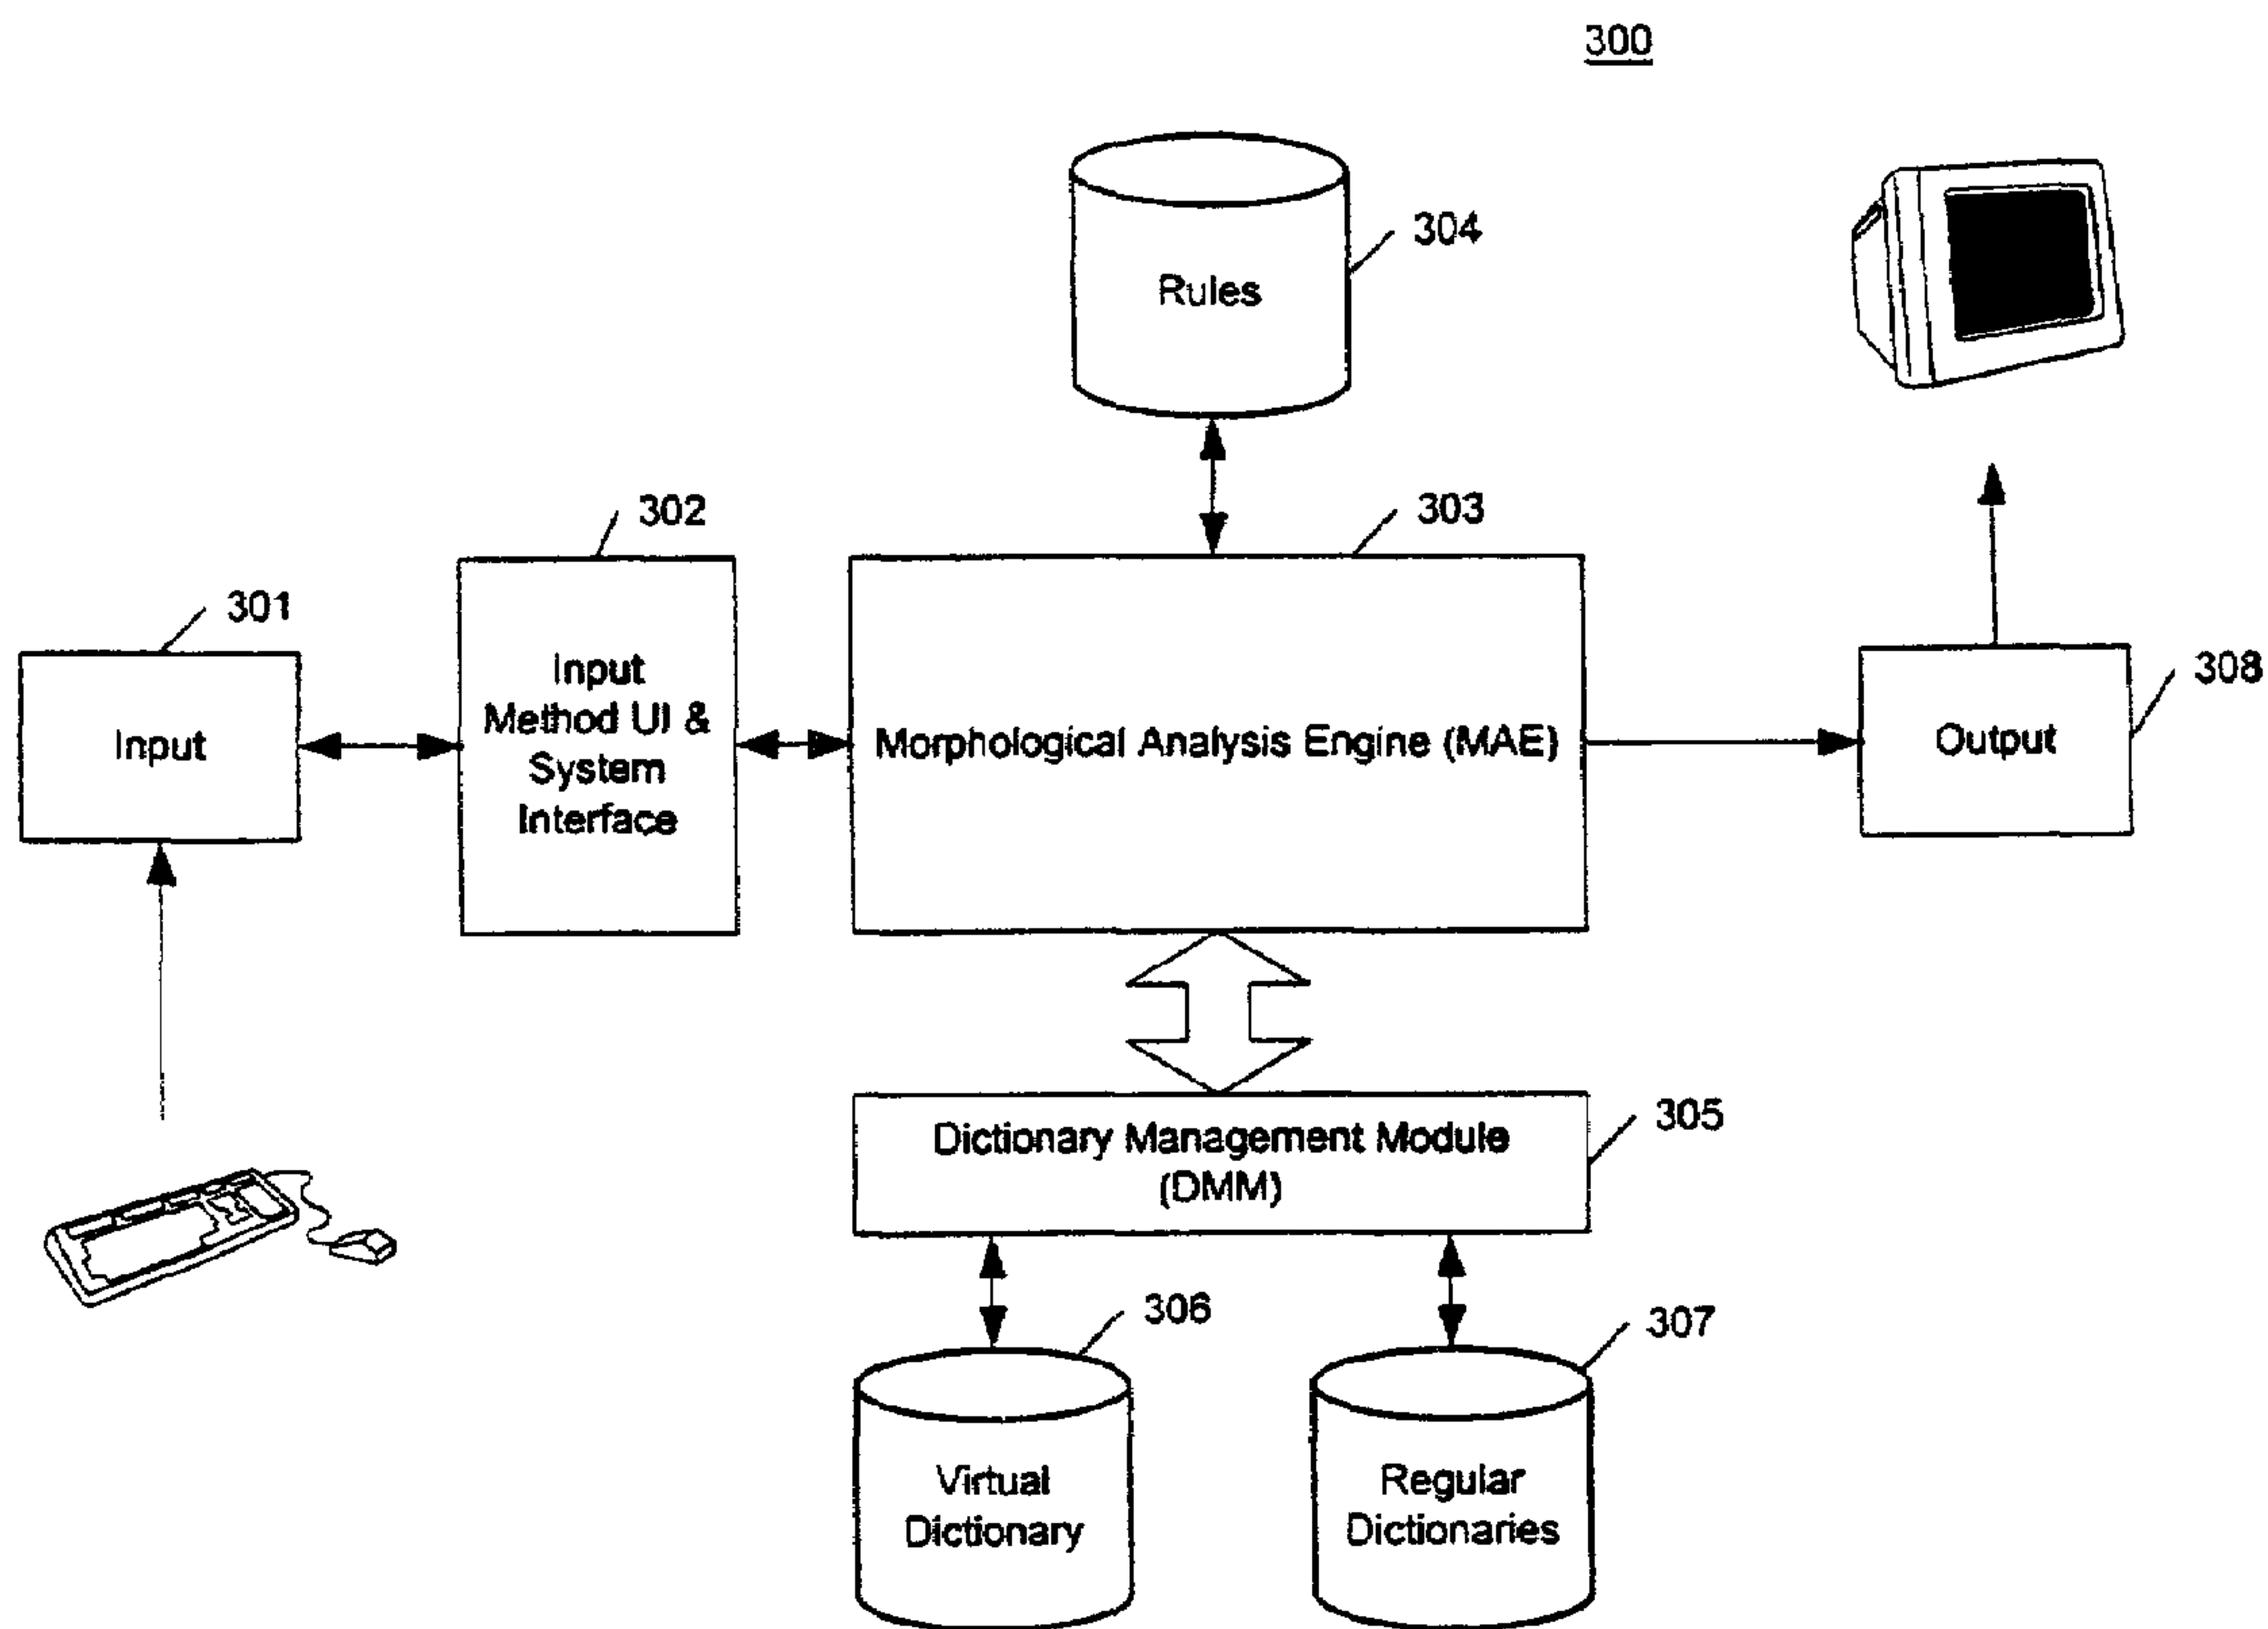 300
304
Rules
302
303
301
Input
Method UI &
System
Interface
308
Input
Morphological Analysis Engine (MAE)
Output
305
Dictionary Management Module
(DMM)
306
307
Virtual
Dictionary
Regular
Dictionaries